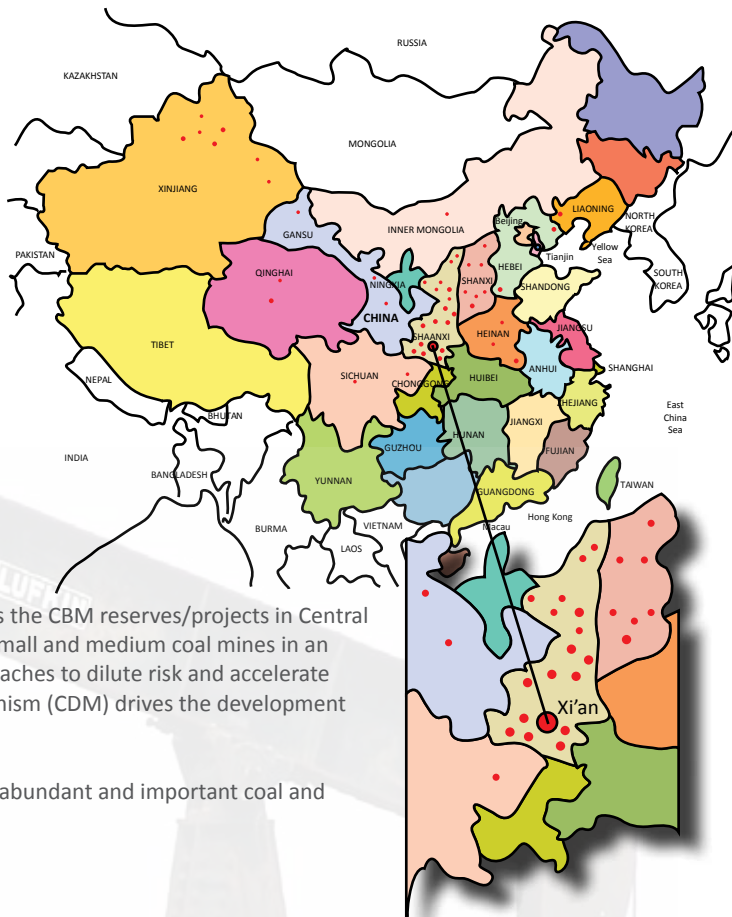 RUSSIA
KAZAKHSTAN
MONGOLIA
XINJIANG
LIAONING
GANSU
Beijing
NORTH
KOREA
INNER MONGOLIA
Tianjin
Yellow
Sea
PAKISTAN
HEBEI
QINGHAI
NINGXIA
SHANXI
SHANDONG
SOUTH
KOREA
CHINA
JIANGSU
SHAANXI
HEINAN
TIBET
ANHUI
SHANGHAI
SICHUAN
HUIBEI
NEPAL
CHONGGONG
ZHEJIANG
BHUTAN
JIANGXI
East
China
Sea
HUNAN
GUZHOU
FUJIAN
INDIA
BANGLADESH
YUNNAN
GUANGDONG
TAIWAN
Hong Kong
BURMA
VIETNAM
Macau
LAOS
LUFKIN
s the CBM reserves/projects in Central
mall and medium coal mines in an
aches to dilute risk and accelerate
nism (CDM) drives the development
abundant and important coal and
Xi'an